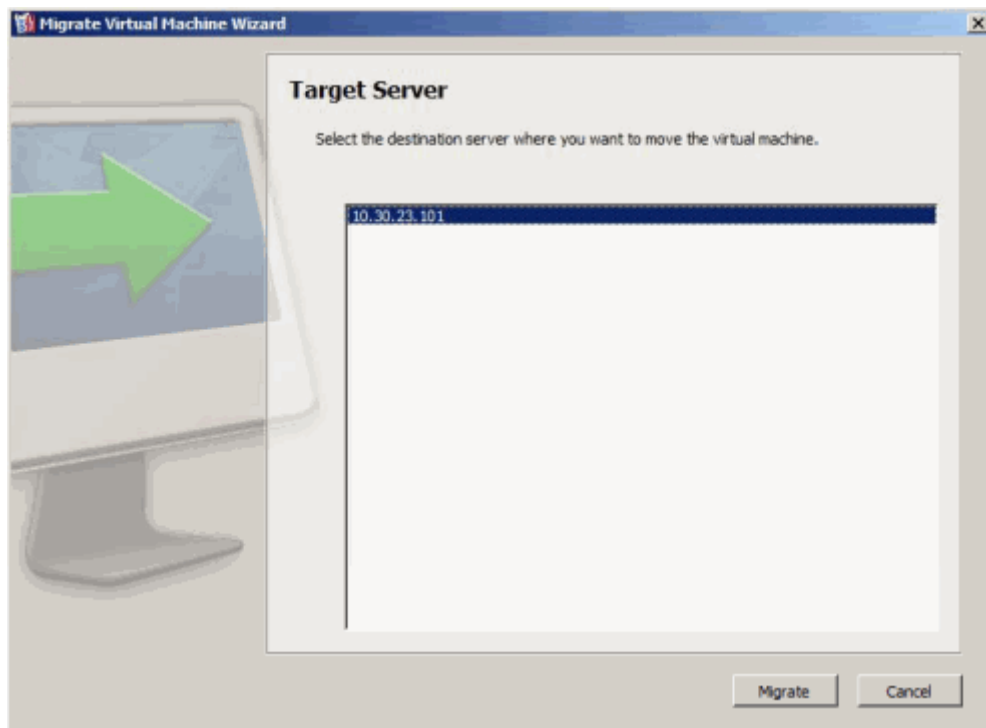 Migrate Virtual Machine Wizard
Target Server
Select the destination server where you want to move the virtual machine.
10.30.23.101
Migrate
Cancel